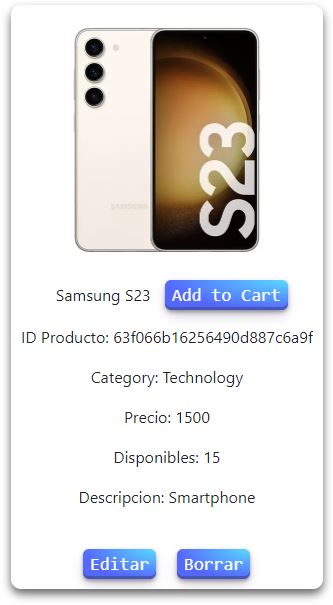 SAMSUNG
S23
Samsung S23 Add to Cart
ID Producto: 63f066b16256490d887c6a9f
Category: Technology
Precio: 1500
Disponibles: 15
Descripcion: Smartphone
Editar Borrar